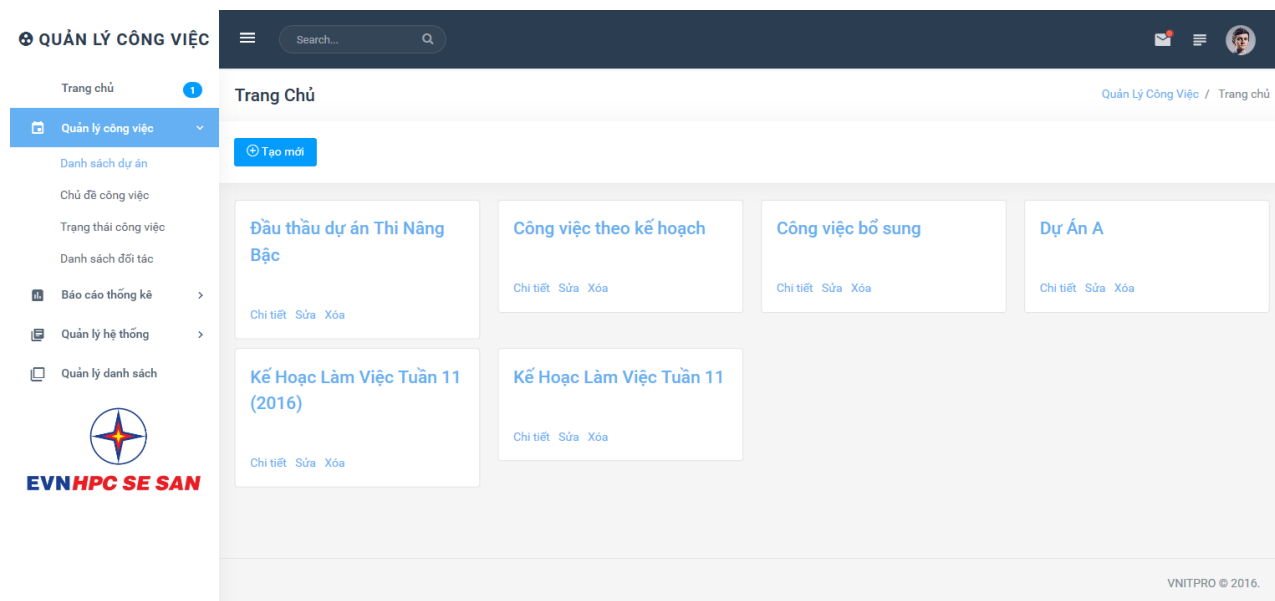 QUẢN LÝ CÔNG VIỆC
Search...
Trang chủ
1
Quản lý công việc
Danh sách dự án
Chủ đề công việc
Trạng thái công việc
Danh sách đối tác
Báo cáo thống kê
Quản lý hệ thống
Quản lý danh sách
EVNHPC SE SAN
Trang Chủ
Quản Lý Công Việc / Trang chủ
Tạo mới
Đầu thầu dự án Thi Nâng
Bậc
Chi tiết Sửa Xóa
Công việc theo kế hoạch
Chi tiết Sửa Xóa
Công việc bổ sung
Chi tiết Sửa Xóa
Dự Án A
Chi tiết Sửa Xóa
Kế Hoạc Làm Việc Tuần 11
(2016)
Chi tiết Sửa Xóa
Kế Hoạc Làm Việc Tuần 11
Chi tiết Sửa Xóa
VNITPRO © 2016.